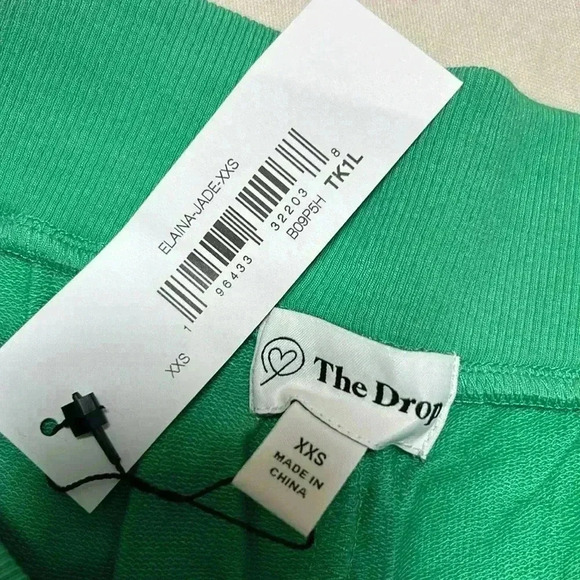 ELAINA-JADE-XXS
1 96433 32203 8
XXS B09P5H TK1L
The Drop
XXS
MADE IN
CHINA